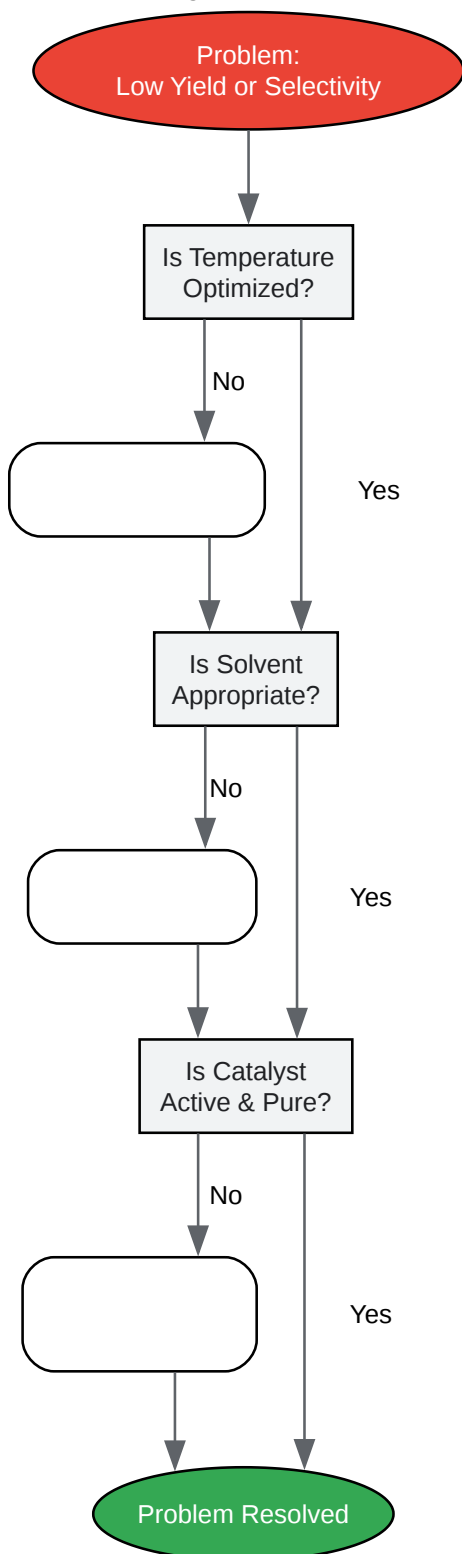 Problem:
Low Yield or Selectivity
Is Temperature
Optimized?
No
Yes
Is Solvent
Appropriate?
No
Yes
Is Catalyst
Active & Pure?
No
Yes
Problem Resolved